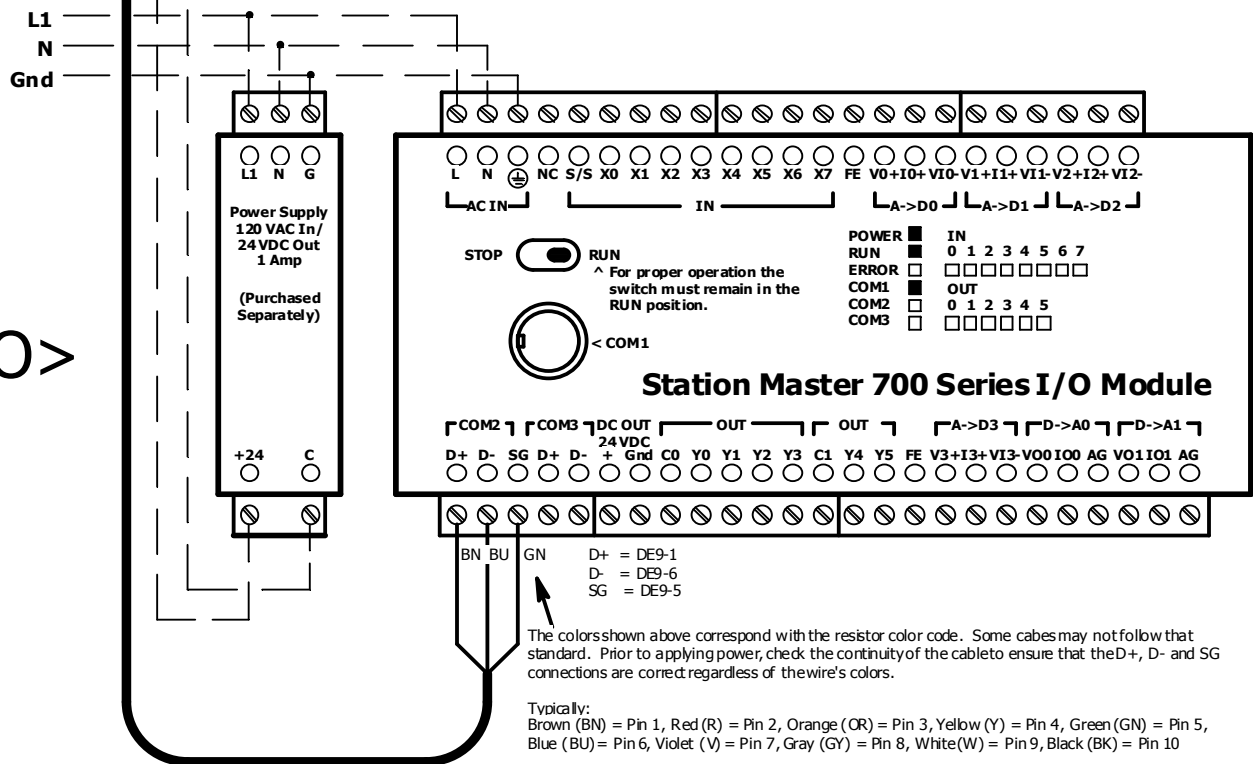 L1
N
Gnd
L1 N G
Power Supply
120 VAC In/
24 VDC Out
1 Amp
(Purchased
Separately)
+24 C
O>
L N NC S/S X0 X1 X2 X3 X4 X5 X6 X7 FE V0+ I0+ VI0- V1+ I1+ VI1- V2+ I2+ VI2-
AC IN IN A->D0 A->D1 A->D2
STOP RUN
^ For proper operation the
switch must remain in the
RUN position.
< COM1
POWER IN
RUN 0 1 2 3 4 5 6 7
ERROR
COM1 OUT
COM2 0 1 2 3 4 5
COM3
Station Master 700 Series I/O Module
COM2 COM3 DC OUT OUT OUT A->D3 D->A0 D->A1
24 VDC
D+ D- SG D+ D- + Gnd C0 Y0 Y1 Y2 Y3 C1 Y4 Y5 FE V3+ I3+ VI3- VO0 IO0 AG VO1 IO1 AG
BN BU GN
D+ = DE9-1
D- = DE9-6
SG = DE9-5
The colors shown above correspond with the resistor color code. Some cabes may not follow that
standard. Prior to applying power, check the continuity of the cable to ensure that the D+, D- and SG
connections are correct regardless of the wire's colors.
Typically:
Brown (BN) = Pin 1, Red (R) = Pin 2, Orange (OR) = Pin 3, Yellow (Y) = Pin 4, Green (GN) = Pin 5,
Blue (BU) = Pin 6, Violet (V) = Pin 7, Gray (GY) = Pin 8, White (W) = Pin 9, Black (BK) = Pin 10